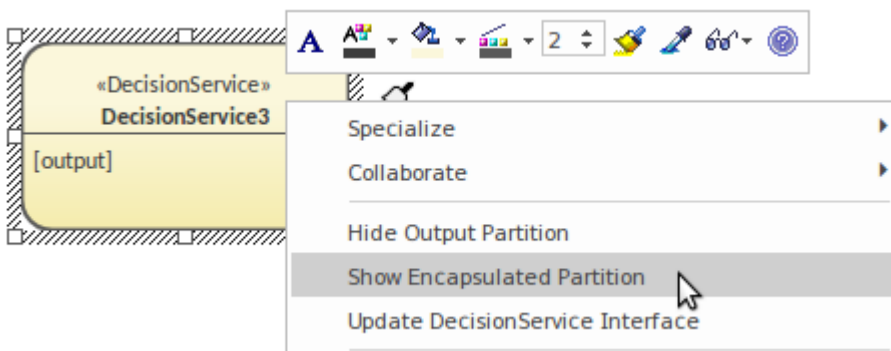 A A 2
«DecisionService»
DecisionService3
[output]
Specialize
Collaborate
Hide Output Partition
Show Encapsulated Partition
Update DecisionService Interface